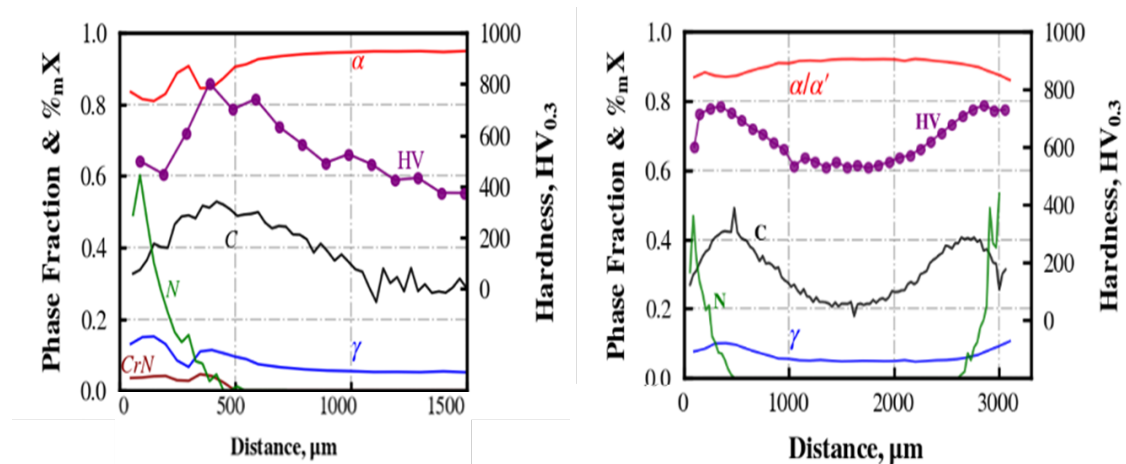 Phase Fraction & %mX
1.0
0.8
0.6
0.4
0.2
0.0
α
HV
C
N
CrN
γ
1000
800
600
400
200
0
Hardness, HV0.3
0 500 1000 1500
Distance, μm
Phase Fraction & %mX
1.0
0.8
0.6
0.4
0.2
0.0
α/α′
HV
C
N
γ
1000
800
600
400
200
0
Hardness, HV0.3
0 1000 2000 3000
Distance, μm